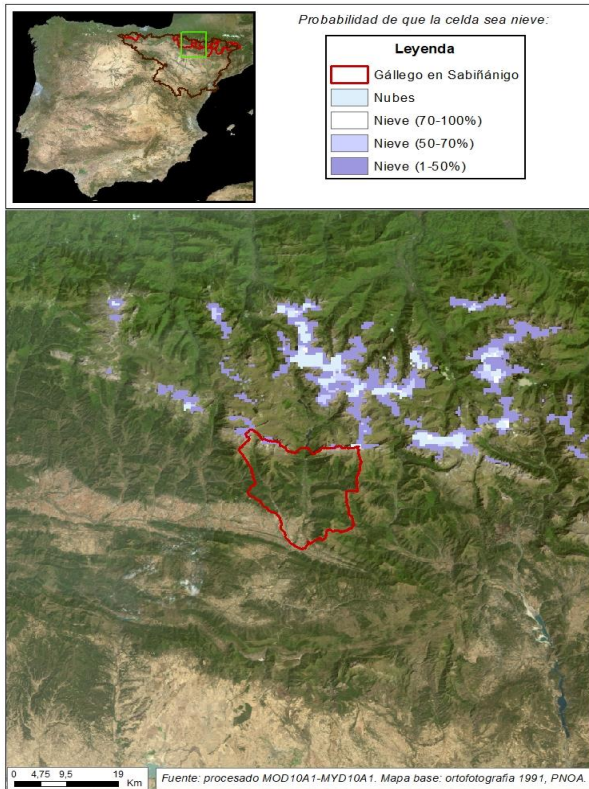 Probabilidad de que la celda sea nieve:
Leyenda
Gállego en Sabiñánigo
Nubes
Nieve (70-100%)
Nieve (50-70%)
Nieve (1-50%)
0 4,75 9,5 19
Km
Fuente: procesado MOD10A1-MYD10A1. Mapa base: ortofotografia 1991, PNOA.